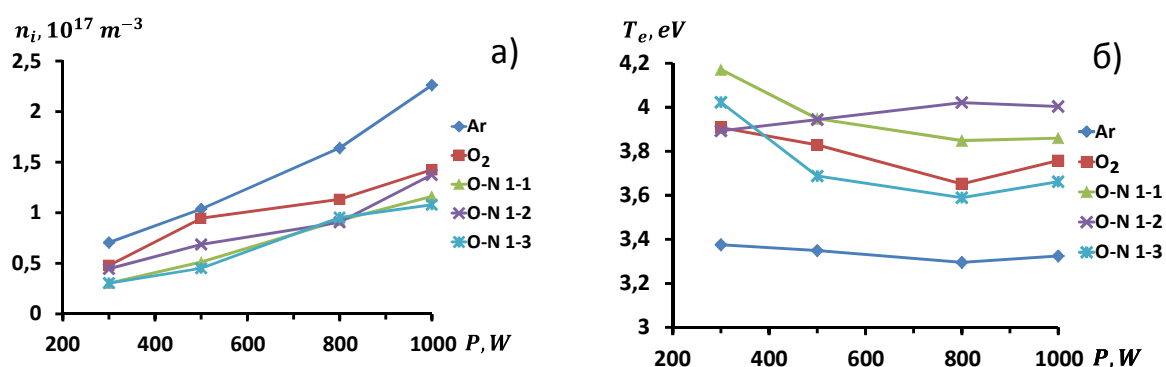 n_i, 10^17 m^−3
а)
2,5
2
1,5
1
0,5
0
200
400
600
800
1000
P, W
Ar
O₂
O-N 1-1
O-N 1-2
O-N 1-3
T_e, eV
б)
4,2
4
3,8
3,6
3,4
3,2
3
200
400
600
800
1000
P, W
Ar
O₂
O-N 1-1
O-N 1-2
O-N 1-3